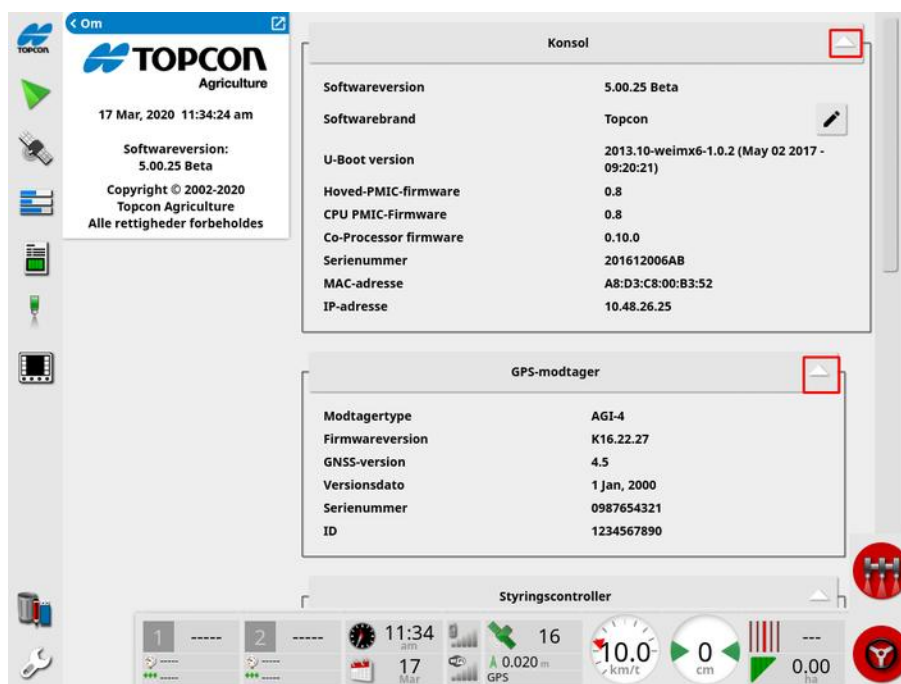 TOPCON
< Om
TOPCON
Agriculture
17 Mar, 2020 11:34:24 am
Softwareversion:
5.00.25 Beta
Copyright © 2002-2020
Topcon Agriculture
Alle rettigheder forbeholdes
Konsol
Softwareversion 5.00.25 Beta
Softwarebrand Topcon
U-Boot version 2013.10-weimx6-1.0.2 (May 02 2017 -
09:20:21)
Hoved-PMIC-firmware 0.8
CPU PMIC-Firmware 0.8
Co-Processor firmware 0.10.0
Serienummer 201612006AB
MAC-adresse A8:D3:C8:00:B3:52
IP-adresse 10.48.26.25
GPS-modtager
Modtagertype AGI-4
Firmwareversion K16.22.27
GNSS-version 4.5
Versionsdato 1 Jan, 2000
Serienummer 0987654321
ID 1234567890
Styringscontroller
1 ----- 2 ----- 11:34 am 16 10.0 km/t 0 cm ---
----- ----- 17 Mar 0.020 m GPS 0.00 ha
----- -----